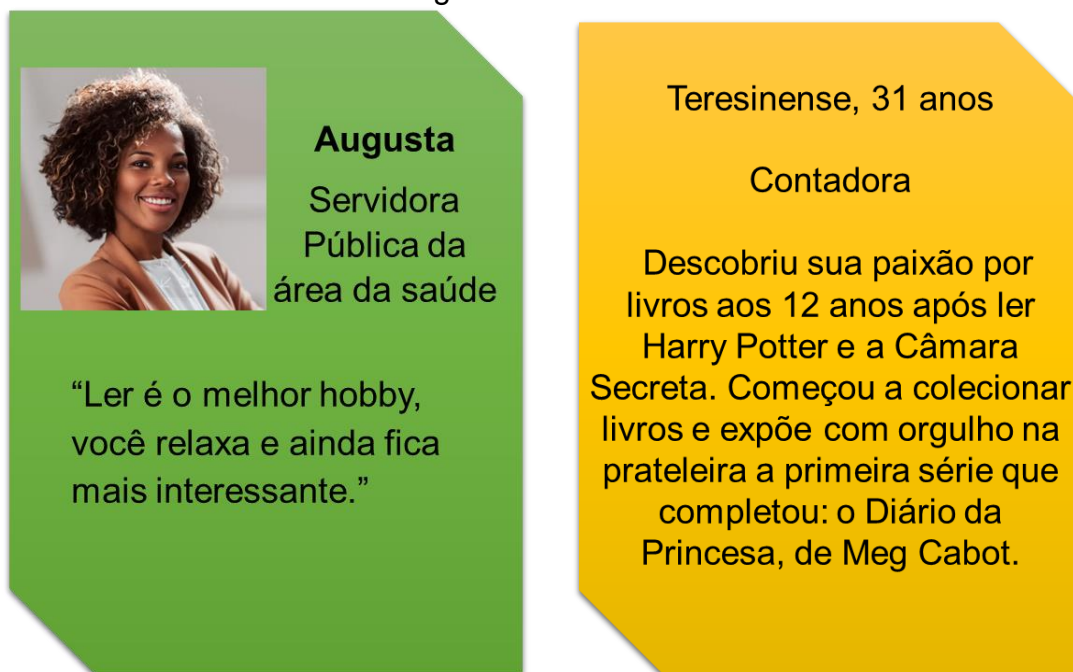 Augusta
Servidora
Pública da
área da saúde
“Ler é o melhor hobby,
você relaxa e ainda fica
mais interessante.”
Teresinense, 31 anos
Contadora
Descobriu sua paixão por
livros aos 12 anos após ler
Harry Potter e a Câmara
Secreta. Começou a colecionar
livros e expõe com orgulho na
prateleira a primeira série que
completou: o Diário da
Princesa, de Meg Cabot.